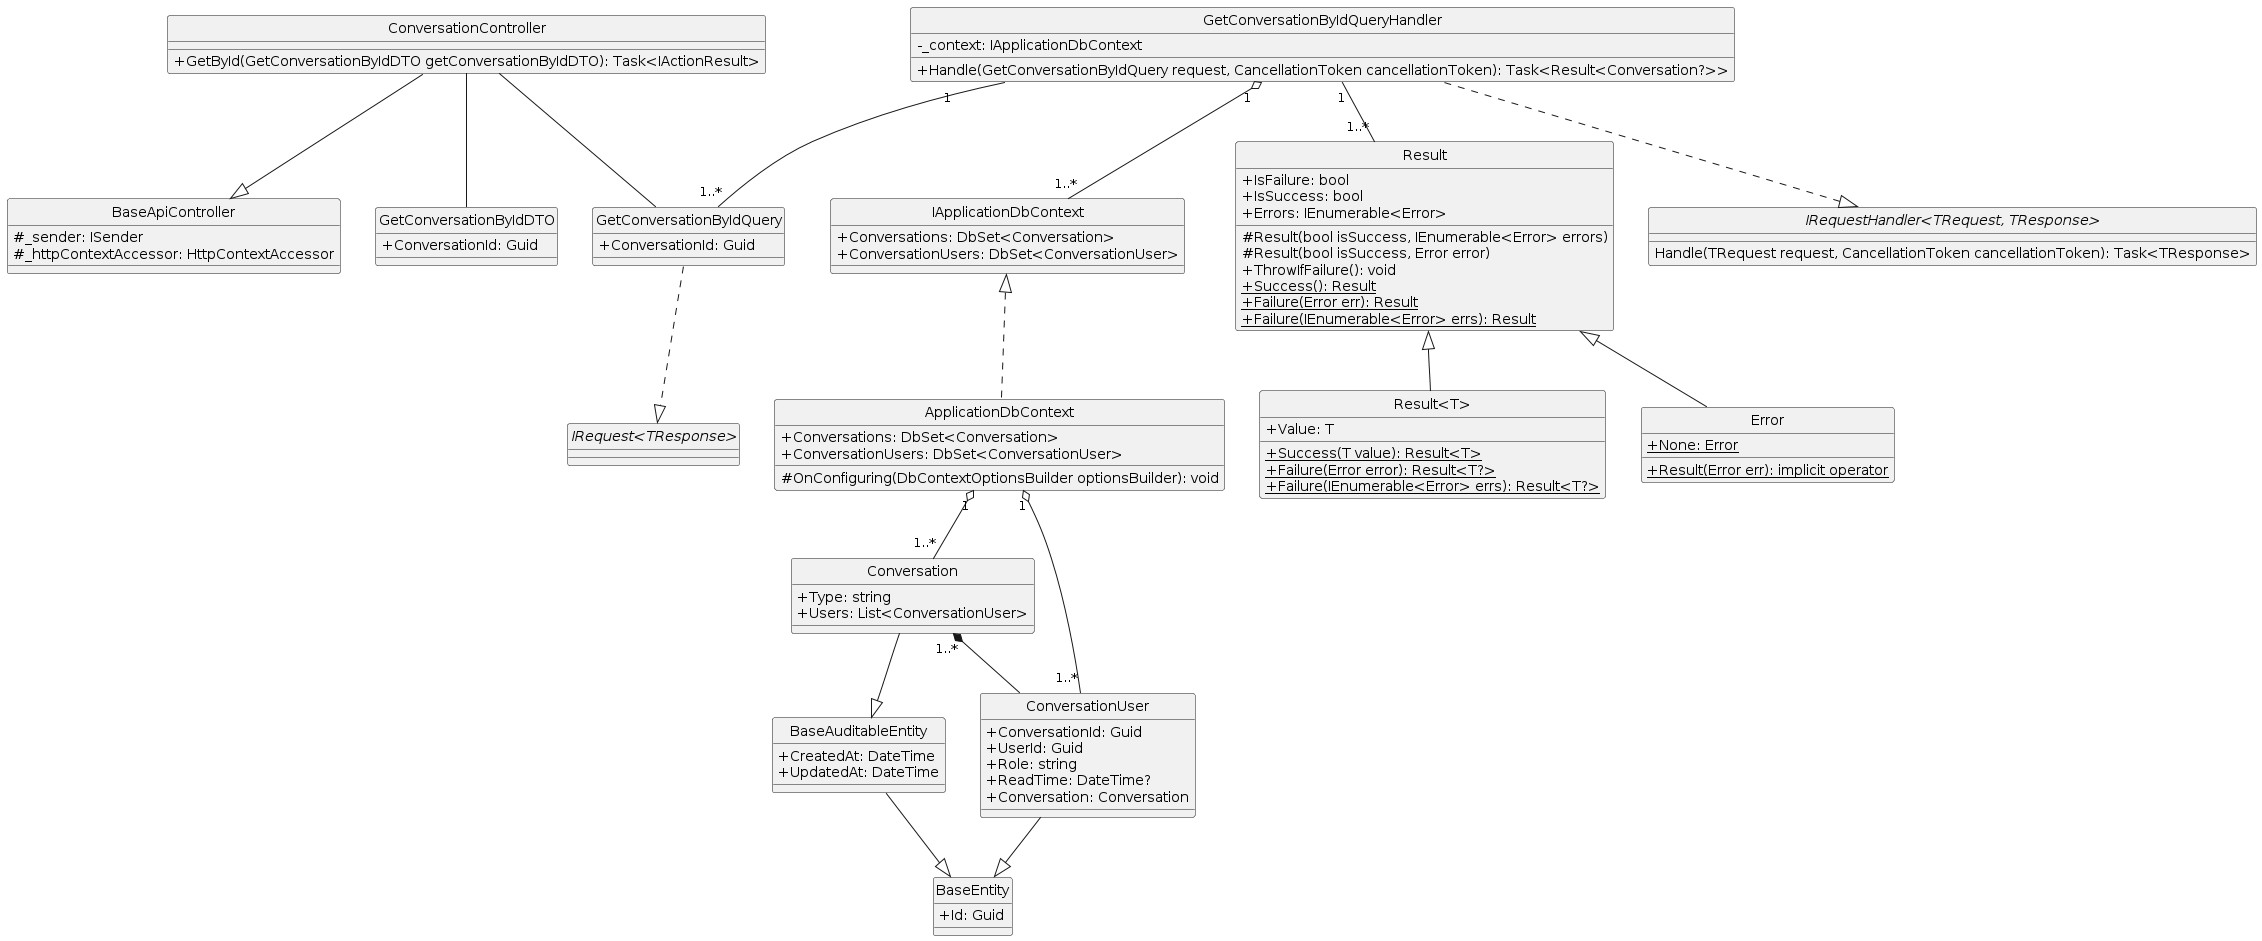 ConversationController
+GetById(GetConversationByIdDTO getConversationByIdDTO): Task<IActionResult>
GetConversationByIdQueryHandler
-_context: IApplicationDbContext
+Handle(GetConversationByIdQuery request, CancellationToken cancellationToken): Task<Result<Conversation?>>
1
1
1
1..*
1..*
1..*
BaseApiController
#_sender: ISender
#_httpContextAccessor: HttpContextAccessor
GetConversationByIdDTO
+ConversationId: Guid
GetConversationByIdQuery
+ConversationId: Guid
IApplicationDbContext
+Conversations: DbSet<Conversation>
+ConversationUsers: DbSet<ConversationUser>
Result
+IsFailure: bool
+IsSuccess: bool
+Errors: IEnumerable<Error>
#Result(bool isSuccess, IEnumerable<Error> errors)
#Result(bool isSuccess, Error error)
+ThrowIfFailure(): void
+Success(): Result
+Failure(Error err): Result
+Failure(IEnumerable<Error> errs): Result
IRequestHandler<TRequest, TResponse>
Handle(TRequest request, CancellationToken cancellationToken): Task<TResponse>
IRequest<TResponse>
ApplicationDbContext
+Conversations: DbSet<Conversation>
+ConversationUsers: DbSet<ConversationUser>
#OnConfiguring(DbContextOptionsBuilder optionsBuilder): void
Result<T>
+Value: T
+Success(T value): Result<T>
+Failure(Error error): Result<T?>
+Failure(IEnumerable<Error> errs): Result<T?>
Error
+None: Error
+Result(Error err): implicit operator
1
1
1..*
Conversation
+Type: string
+Users: List<ConversationUser>
1..*
1..*
BaseAuditableEntity
+CreatedAt: DateTime
+UpdatedAt: DateTime
ConversationUser
+ConversationId: Guid
+UserId: Guid
+Role: string
+ReadTime: DateTime?
+Conversation: Conversation
BaseEntity
+Id: Guid